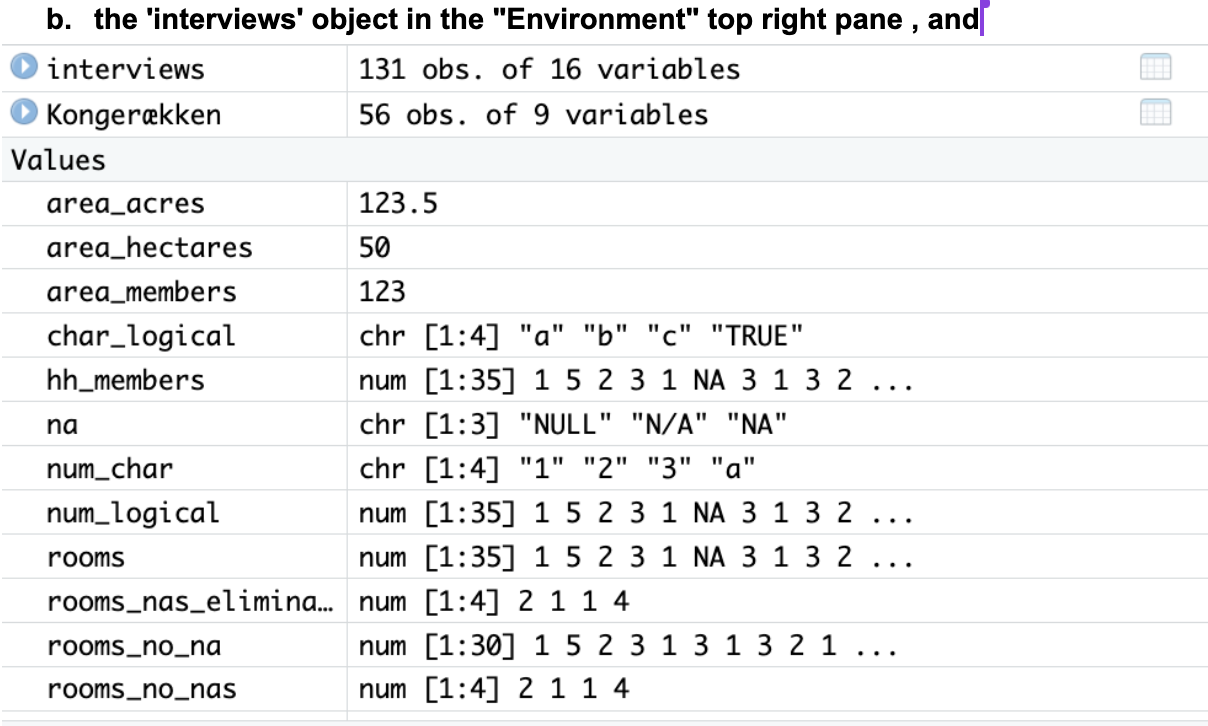 b. the 'interviews' object in the "Environment" top right pane , and
interviews 131 obs. of 16 variables
Kongerækken 56 obs. of 9 variables
Values
area_acres 123.5
area_hectares 50
area_members 123
char_logical chr [1:4] "a" "b" "c" "TRUE"
hh_members num [1:35] 1 5 2 3 1 NA 3 1 3 2 ...
na chr [1:3] "NULL" "N/A" "NA"
num_char chr [1:4] "1" "2" "3" "a"
num_logical num [1:35] 1 5 2 3 1 NA 3 1 3 2 ...
rooms num [1:35] 1 5 2 3 1 NA 3 1 3 2 ...
rooms_nas_elimina… num [1:4] 2 1 1 4
rooms_no_na num [1:30] 1 5 2 3 1 3 1 3 2 1 ...
rooms_no_nas num [1:4] 2 1 1 4